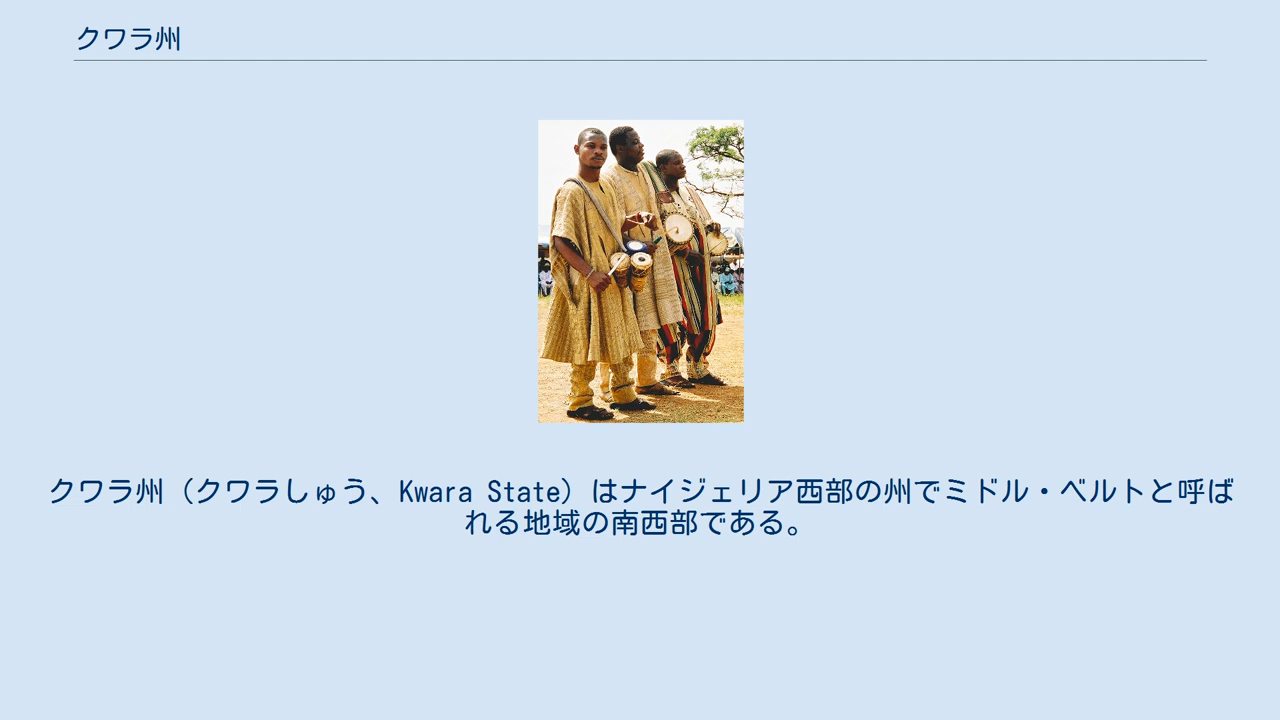 クワラ州
クワラ州（クワラしゅう、Kwara State）はナイジェリア西部の州でミドル・ベルトと呼ば
れる地域の南西部である。